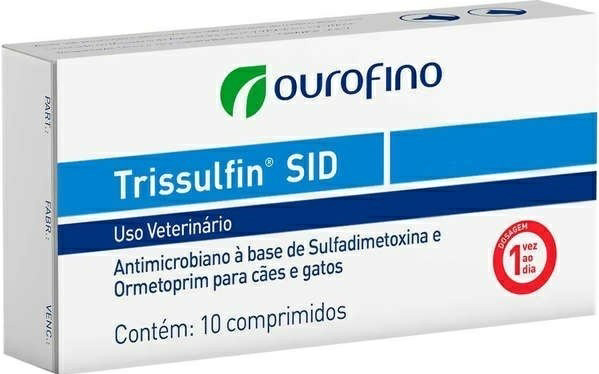 ourofino
Trissulfin® SID
Uso Veterinário
Antimicrobiano à base de Sulfadimetoxina e
Ormetoprim para cães e gatos
Contém: 10 comprimidos
DOSAGEM
1 vez
ao
dia
PART.:
FABR.:
VENC.: